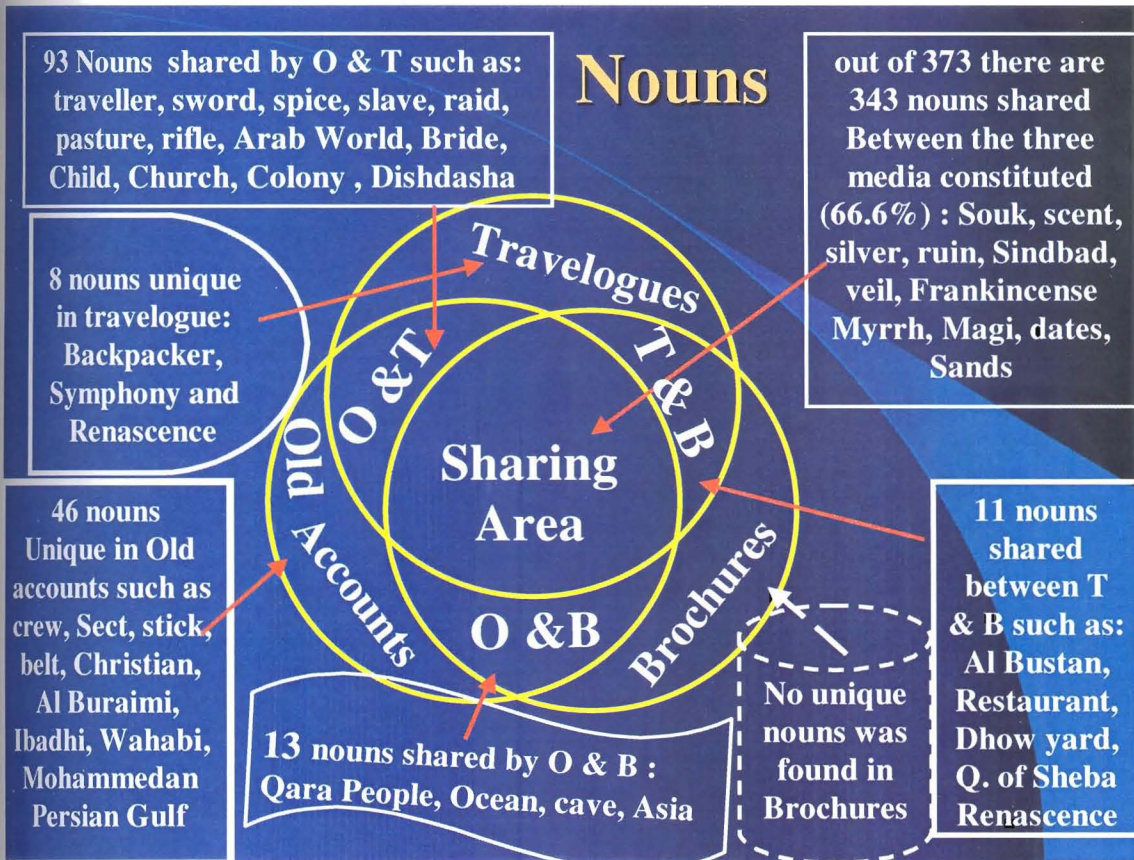 Nouns
93 Nouns shared by O & T such as:
traveller, sword, spice, slave, raid,
pasture, rifle, Arab World, Bride,
Child, Church, Colony , Dishdasha
out of 373 there are
343 nouns shared
Between the three
media constituted
(66.6%) : Souk, scent,
silver, ruin, Sindbad,
veil, Frankincense
Myrrh, Magi, dates,
Sands
8 nouns unique
in travelogue:
Backpacker,
Symphony and
Renascence
Travelogues
O &T
T & B
Old Accounts
Sharing
Area
O &B
Brochures
46 nouns
Unique in Old
accounts such as
crew, Sect, stick,
belt, Christian,
Al Buraimi,
Ibadhi, Wahabi,
Mohammedan
Persian Gulf
13 nouns shared by O & B :
Qara People, Ocean, cave, Asia
No unique
nouns was
found in
Brochures
11 nouns
shared
between T
& B such as:
Al Bustan,
Restaurant,
Dhow yard,
Q. of Sheba
Renascence